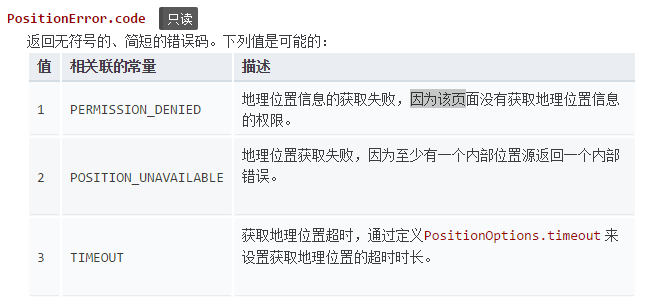 PositionError.code 只读
返回无符号的、简短的错误码。下列值是可能的：
值 相关联的常量 描述
1 PERMISSION_DENIED 地理位置信息的获取失败，因为该页面没有获取地理位置信息
的权限。
2 POSITION_UNAVAILABLE 地理位置获取失败，因为至少有一个内部位置源返回一个内部
错误。
3 TIMEOUT 获取地理位置超时，通过定义PositionOptions.timeout 来
设置获取地理位置的超时时长。